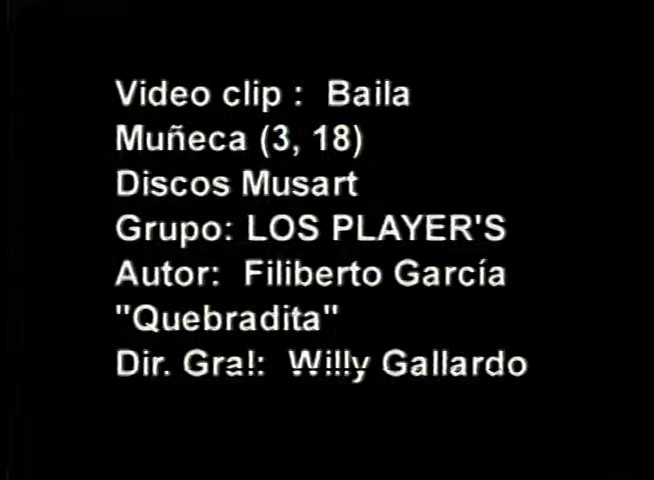 Video clip :  Baila
Muñeca (3, 18)
Discos Musart
Grupo: LOS PLAYER'S
Autor:  Filiberto García
"Quebradita"
Dir. Gral:  Willy Gallardo